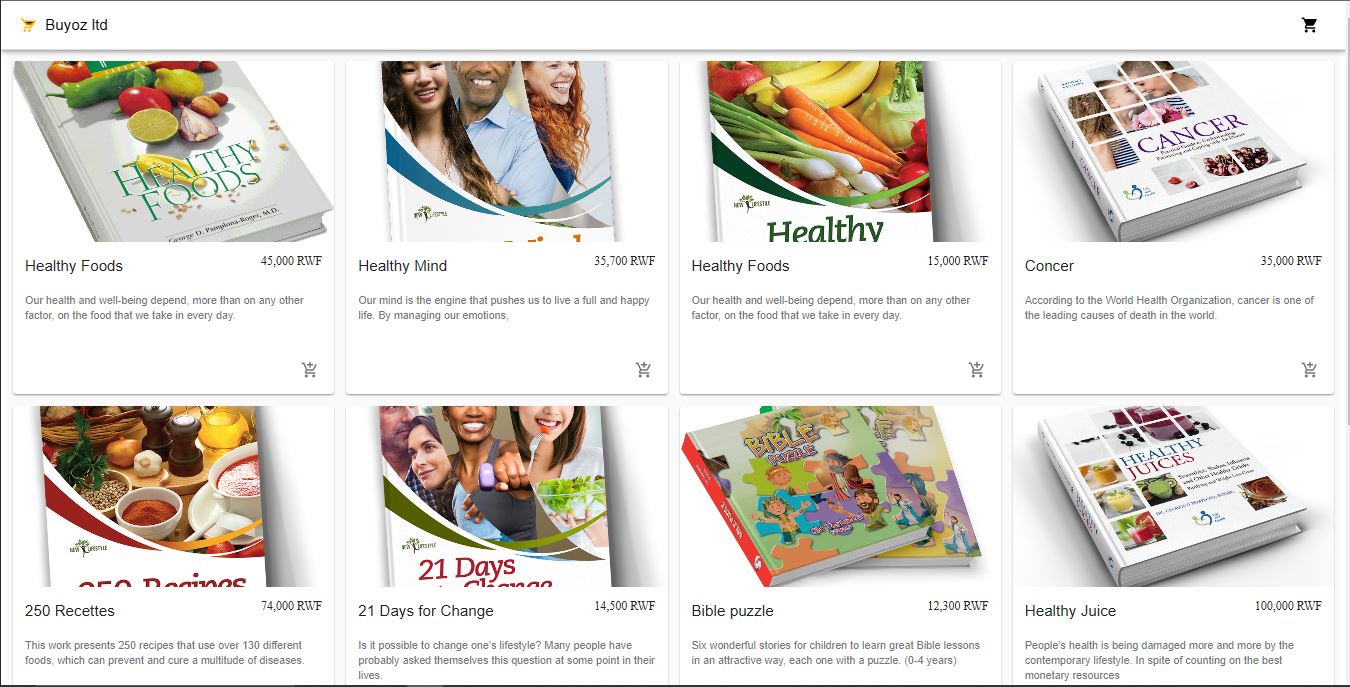 Buyoz ltd
HEALTHY
FOODS
George D. Pamplona-Roger, M.D.
NEW LIFESTYLE
NEW LIFESTYLE
Healthy
CANCER
Healthy Foods
45,000 RWF
Healthy Mind
35,700 RWF
Healthy Foods
15,000 RWF
Concer
35,000 RWF
Our health and well-being depend, more than on any other
factor, on the food that we take in every day.
Our mind is the engine that pushes us to live a full and happy
life. By managing our emotions,
Our health and well-being depend, more than on any other
factor, on the food that we take in every day.
According to the World Health Organization, cancer is one of
the leading causes of death in the world.
NEW LIFESTYLE
250 Recipes
NEW LIFESTYLE
21 Days
Change
BIBLE
PUZZLE
HEALTHY
JUICES
Smoothies, Shakes, Infusions
and Other Healthy Drinks
250 Recettes
74,000 RWF
21 Days for Change
14,500 RWF
Bible puzzle
12,300 RWF
Healthy Juice
100,000 RWF
This work presents 250 recipes that use over 130 different
foods, which can prevent and cure a multitude of diseases.
Is it possible to change one's lifestyle? Many people have
probably asked themselves this question at some point in their
lives.
Six wonderful stories for children to learn great Bible lessons
in an attractive way, each one with a puzzle. (0-4 years)
People's health is being damaged more and more by the
contemporary lifestyle. In spite of counting on the best
monetary resources